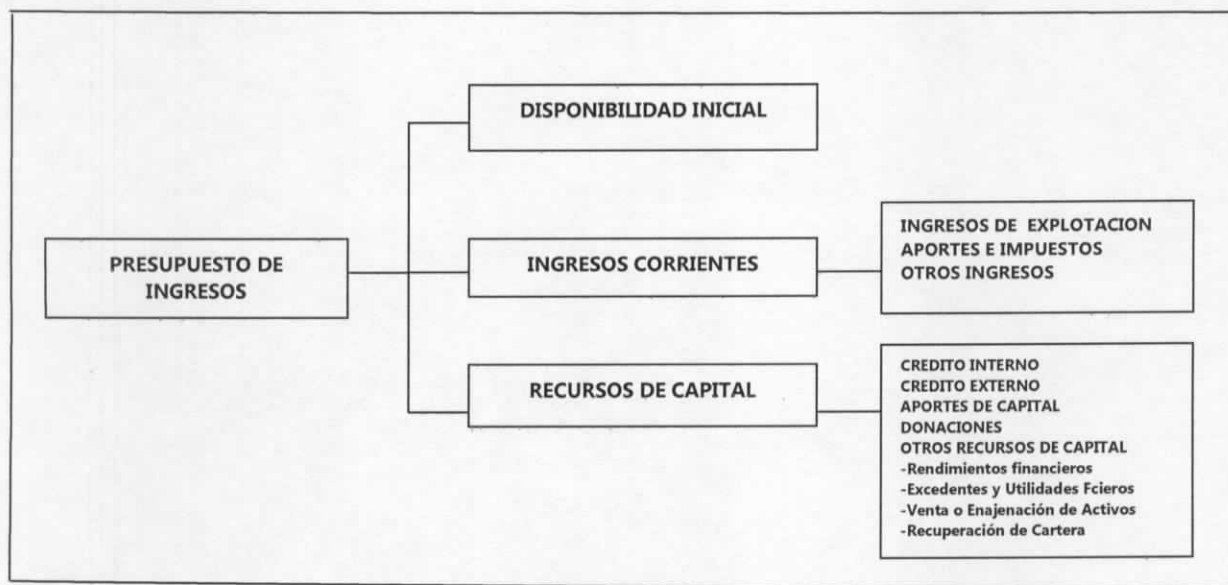 PRESUPUESTO DE
INGRESOS
DISPONIBILIDAD INICIAL
INGRESOS CORRIENTES
INGRESOS DE EXPLOTACION
APORTES E IMPUESTOS
OTROS INGRESOS
RECURSOS DE CAPITAL
CREDITO INTERNO
CREDITO EXTERNO
APORTES DE CAPITAL
DONACIONES
OTROS RECURSOS DE CAPITAL
-Rendimientos financieros
-Excedentes y Utilidades Fcieros
-Venta o Enajenación de Activos
-Recuperación de Cartera